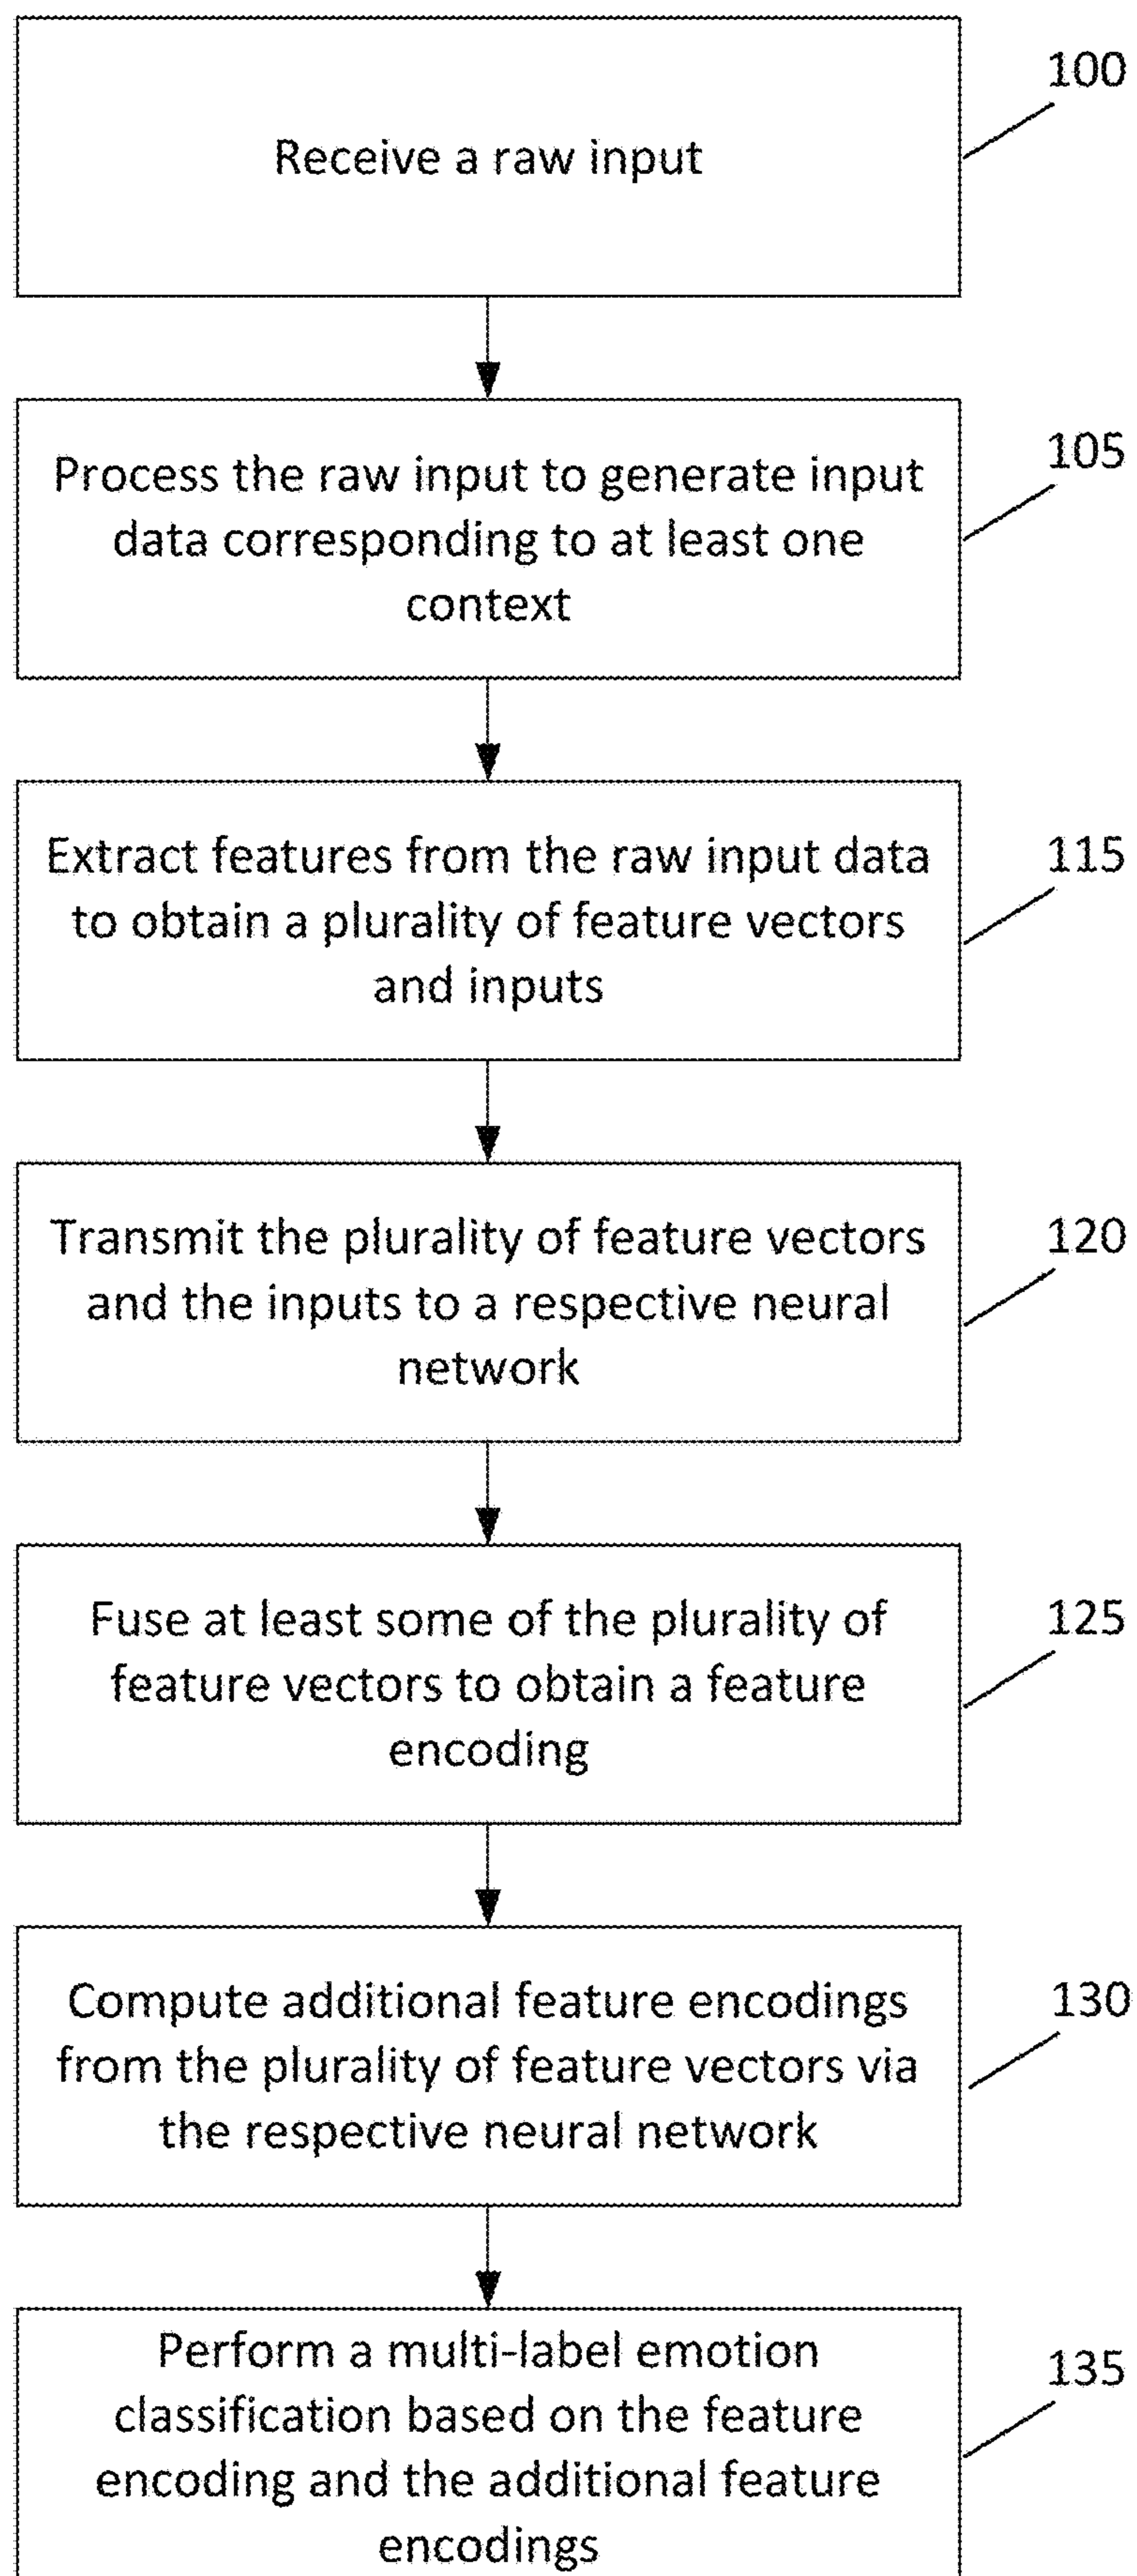 Receive a raw input
100
Process the raw input to generate input
data corresponding to at least one
context
105
Extract features from the raw input data
to obtain a plurality of feature vectors
and inputs
115
Transmit the plurality of feature vectors
and the inputs to a respective neural
network
120
Fuse at least some of the plurality of
feature vectors to obtain a feature
encoding
125
Compute additional feature encodings
from the plurality of feature vectors via
the respective neural network
130
Perform a multi-label emotion
classification based on the feature
encoding and the additional feature
encodings
135